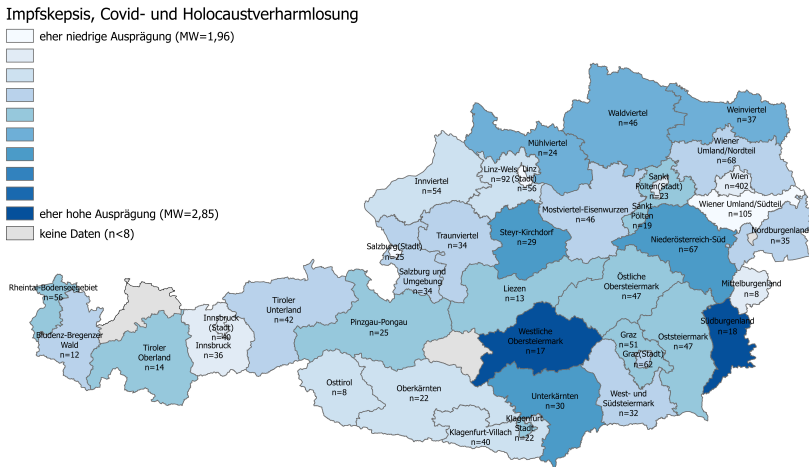 Impfskepsis, Covid- und Holocaustverharmlosung
eher niedrige Ausprägung (MW=1,96)
eher hohe Ausprägung (MW=2,85)
keine Daten (n<8)
Waldviertel
n=46
Weinviertel
n=37
Mühlviertel
n=24
Wiener
Umland/Nordteil
n=68
Innviertel
n=54
Linz-Wels
n=92
Linz
(Stadt)
n=56
Sankt
Pölten(Stadt)
n=23
Wien
n=402
Wiener Umland/Südteil
n=105
Mostviertel-Eisenwurzen
n=46
Sankt
Pölten
n=19
Traunviertel
n=34
Steyr-Kirchdorf
n=29
Niederösterreich-Süd
n=67
Nordburgenland
n=35
Salzburg(Stadt)
n=25
Salzburg und
Umgebung
n=34
Liezen
n=13
Östliche
Obersteiermark
n=47
Mittelburgenland
n=8
Rheintal-Bodenseegebiet
n=56
Tiroler
Unterland
n=42
Innsbruck
(Stadt)
n=40
Innsbruck
n=36
Pinzgau-Pongau
n=25
Westliche
Obersteiermark
n=17
Südburgenland
n=18
Bludenz-Bregenzer
Wald
n=12
Tiroler
Oberland
n=14
Graz
n=51
Graz(Stadt)
n=62
Oststeiermark
n=47
Osttirol
n=8
Oberkärnten
n=22
Unterkärnten
n=30
West- und
Südsteiermark
n=32
Klagenfurt
Stadt
n=22
Klagenfurt-Villach
n=40